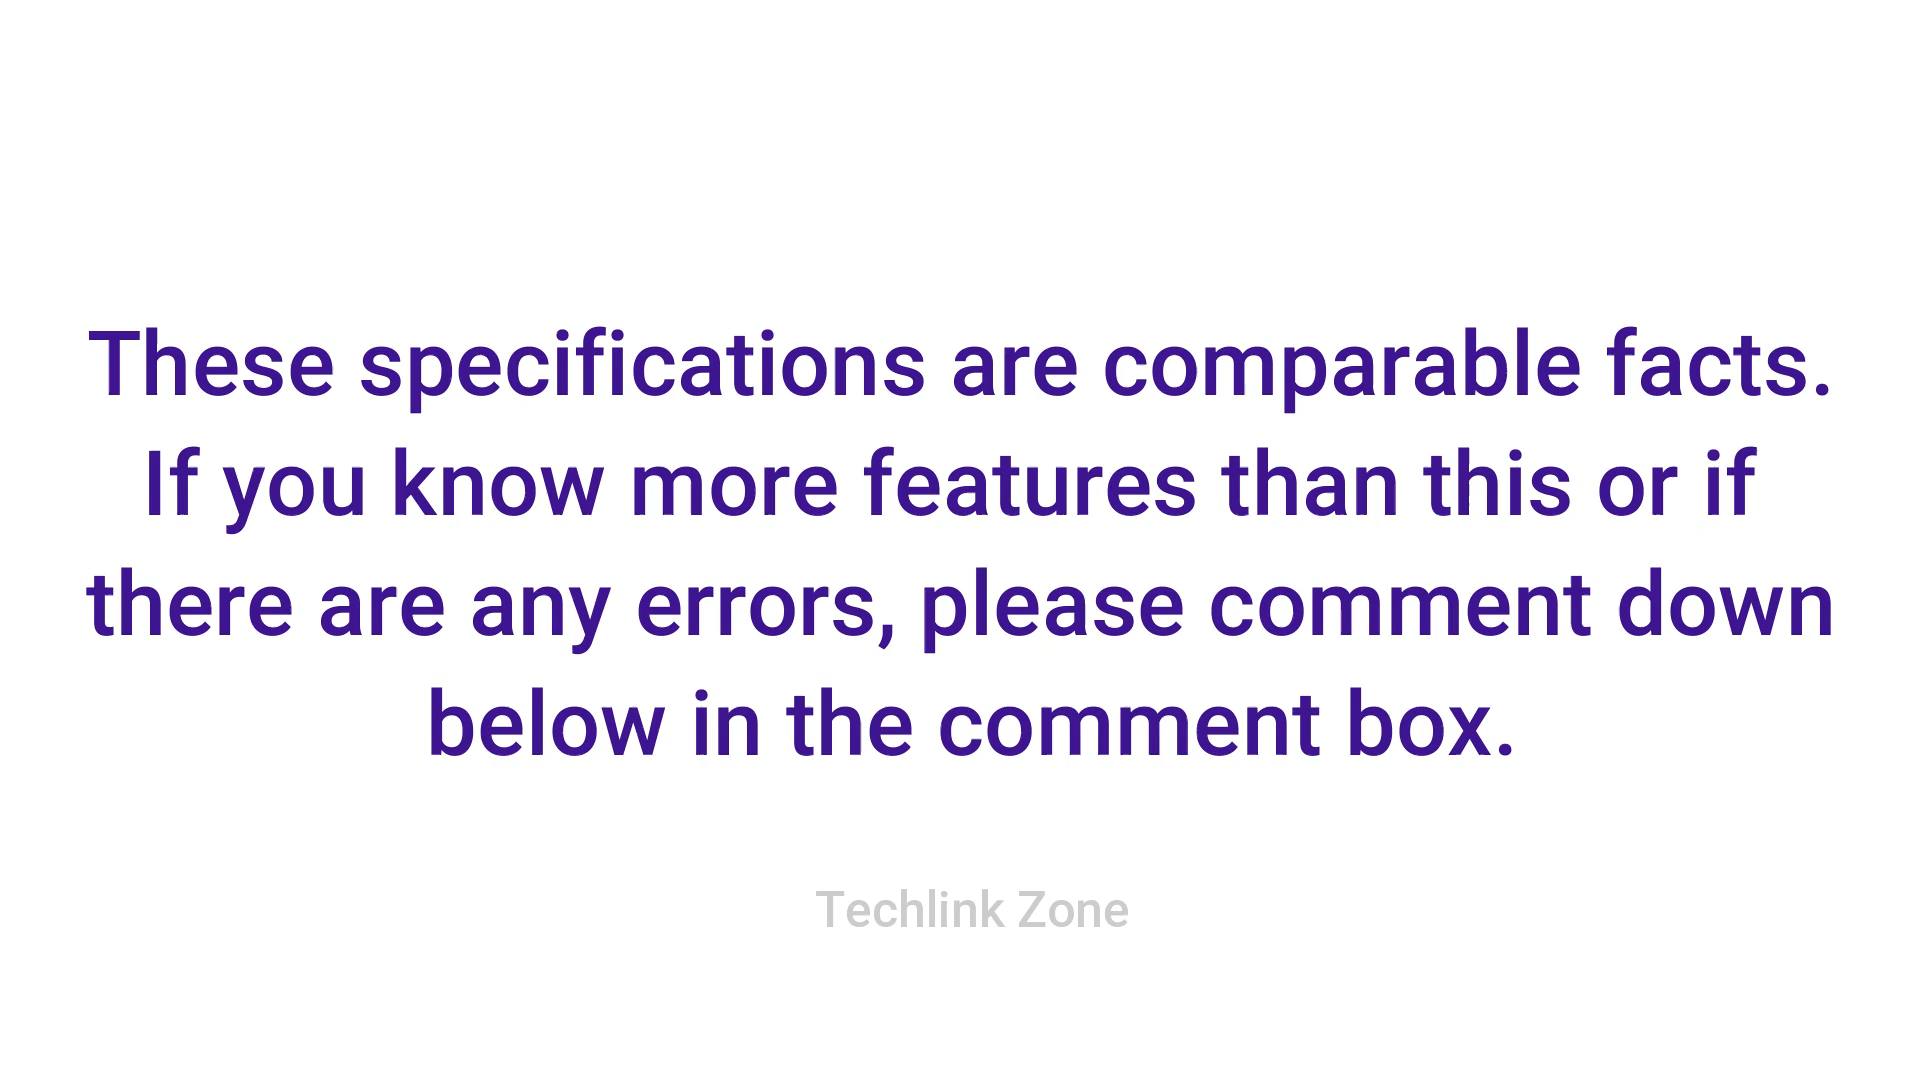 These specifications are comparable facts.
If you know more features than this or if
there are any errors, please comment down
below in the comment box.
Techlink Zone